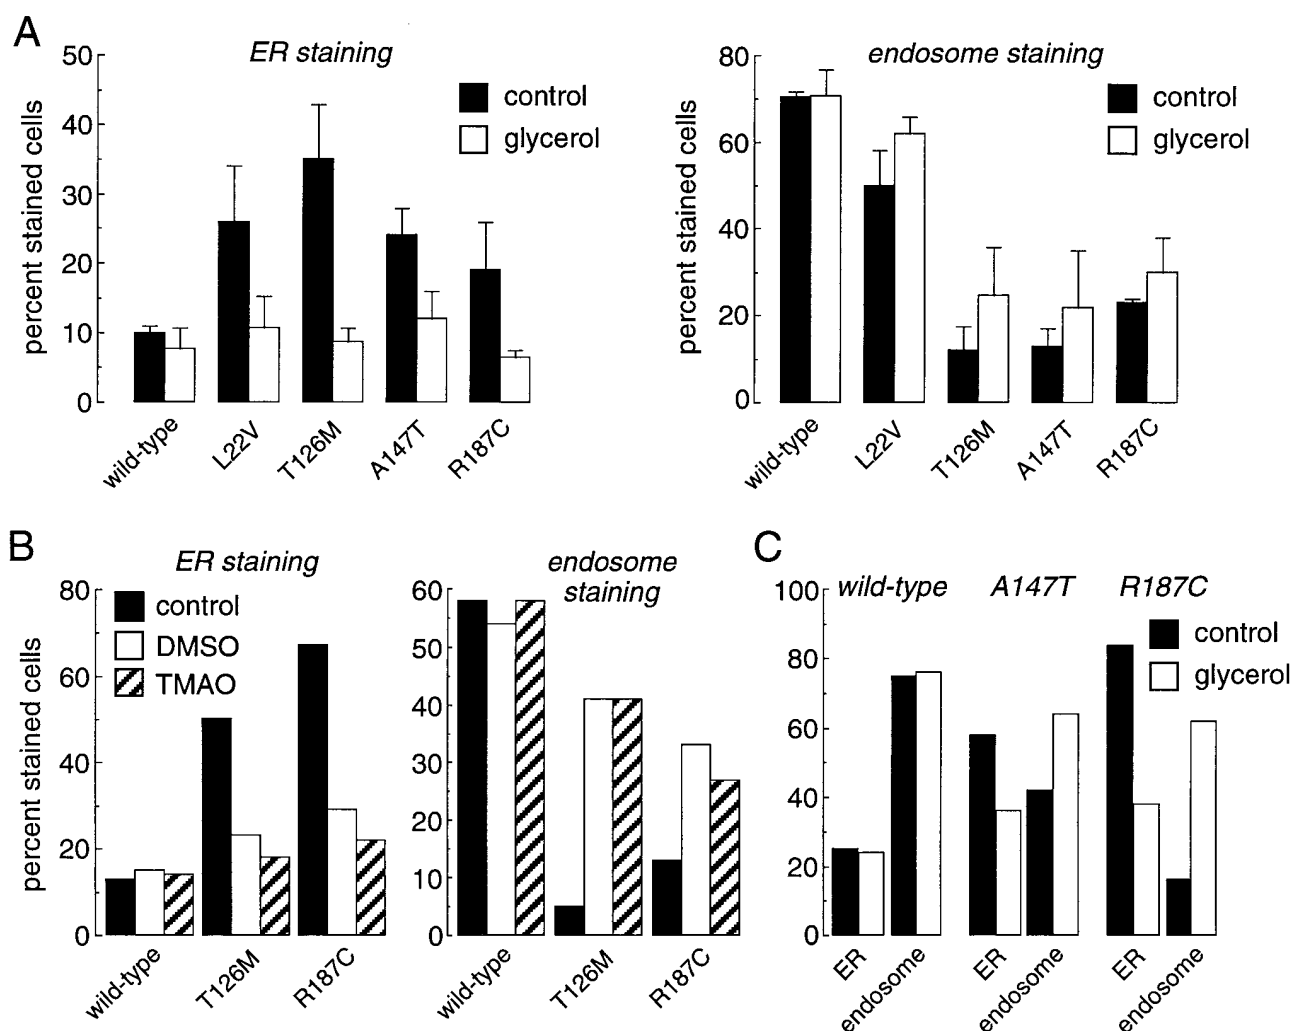 A
ER staining
percent stained cells
50
40
30
20
10
0
control
glycerol
wild-type
L22V
T126M
A147T
R187C
endosome staining
percent stained cells
80
60
40
20
0
control
glycerol
wild-type
L22V
T126M
A147T
R187C
B
ER staining
percent stained cells
80
60
40
20
0
control
DMSO
TMAO
wild-type
T126M
R187C
endosome
staining
60
50
40
30
20
10
0
wild-type
T126M
R187C
C
100
80
60
40
20
0
wild-type
A147T
R187C
control
glycerol
ER
endosome
ER
endosome
ER
endosome